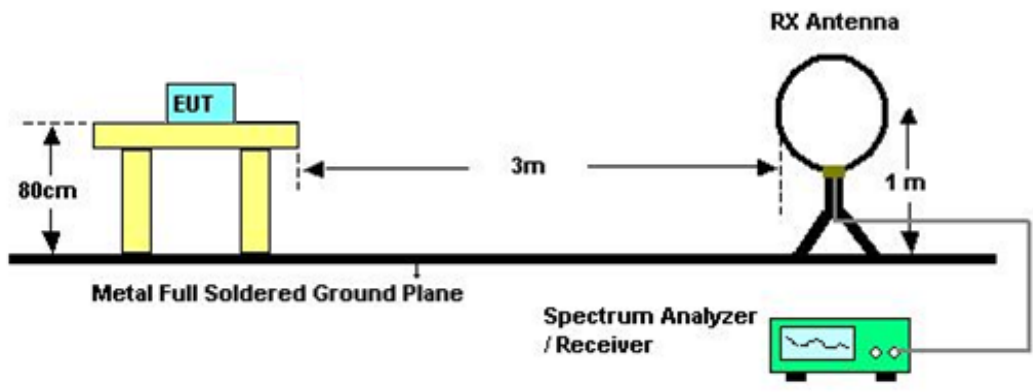 RX Antenna
EUT
80cm
3m
1 m
Metal Full Soldered Ground Plane
Spectrum Analyzer
/ Receiver